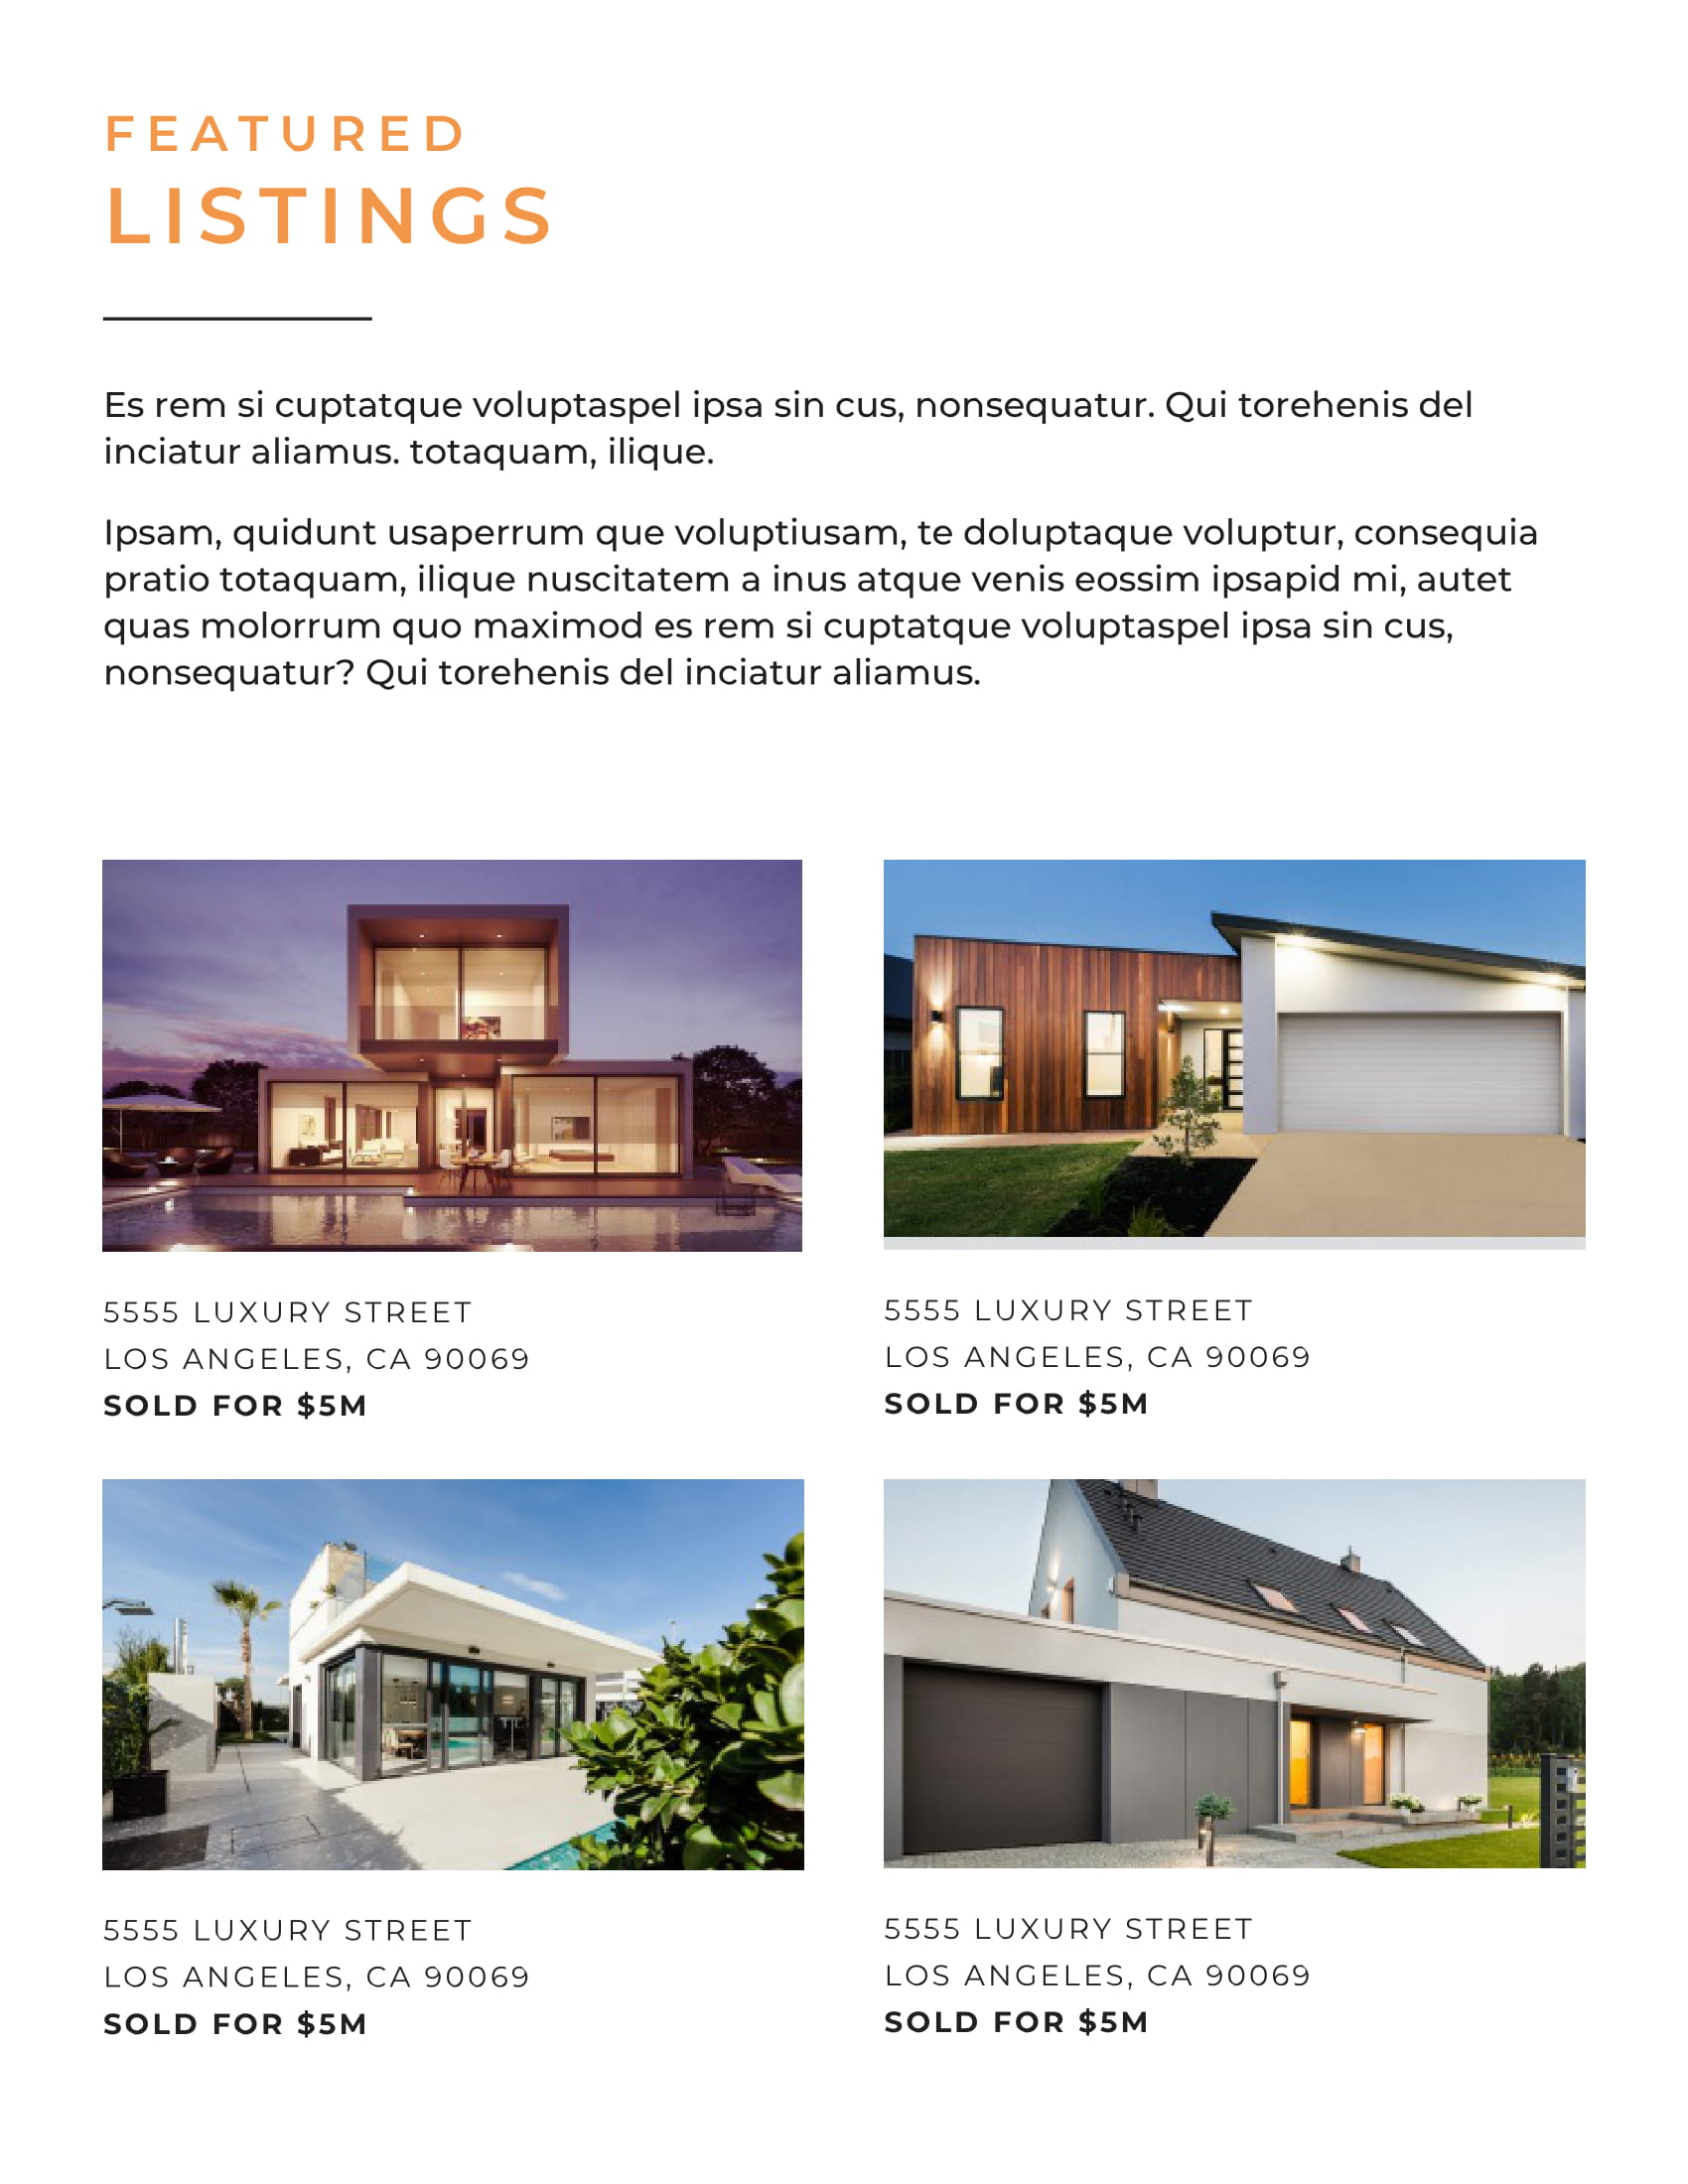 FEATURED
LISTINGS
Es rem si cuptatque voluptaspel ipsa sin cus, nonsequatur. Qui torehenis del
inciatur aliamus. totaquam, ilique.
Ipsam, quidunt usaperrum que voluptiusam, te doluptaque voluptur, consequia
pratio totaquam, ilique nuscitatem a inus atque venis eossim ipsapid mi, autet
quas molorrum quo maximod es rem si cuptatque voluptaspel ipsa sin cus,
nonsequatur? Qui torehenis del inciatur aliamus.
5555 LUXURY STREET
LOS ANGELES, CA 90069
SOLD FOR $5M
5555 LUXURY STREET
LOS ANGELES, CA 90069
SOLD FOR $5M
5555 LUXURY STREET
LOS ANGELES, CA 90069
SOLD FOR $5M
5555 LUXURY STREET
LOS ANGELES, CA 90069
SOLD FOR $5M